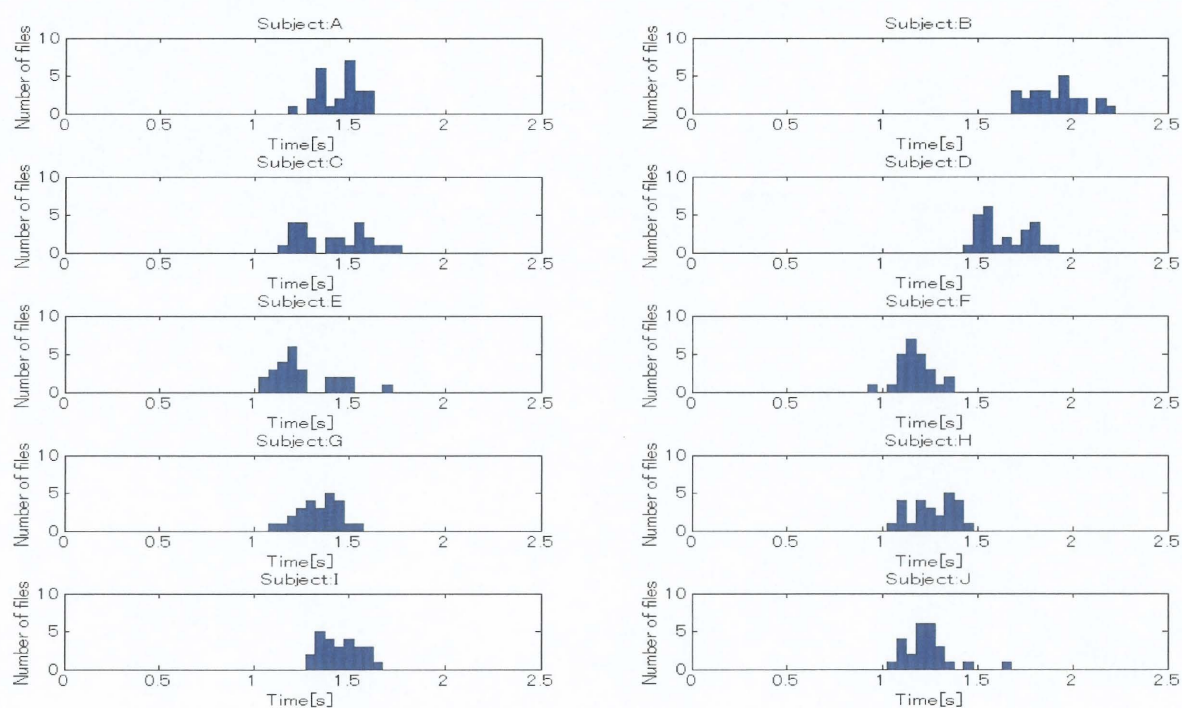 Subject:A
Number of files
10
5
0
0 0.5 1 1.5 2 2.5
Time[s]
Subject:B
Number of files
10
5
0
0 0.5 1 1.5 2 2.5
Time[s]
Subject:C
Number of files
10
5
0
0 0.5 1 1.5 2 2.5
Time[s]
Subject:D
Number of files
10
5
0
0 0.5 1 1.5 2 2.5
Time[s]
Subject:E
Number of files
10
5
0
0 0.5 1 1.5 2 2.5
Time[s]
Subject:F
Number of files
10
5
0
0 0.5 1 1.5 2 2.5
Time[s]
Subject:G
Number of files
10
5
0
0 0.5 1 1.5 2 2.5
Time[s]
Subject:H
Number of files
10
5
0
0 0.5 1 1.5 2 2.5
Time[s]
Subject:I
Number of files
10
5
0
0 0.5 1 1.5 2 2.5
Time[s]
Subject:J
Number of files
10
5
0
0 0.5 1 1.5 2 2.5
Time[s]